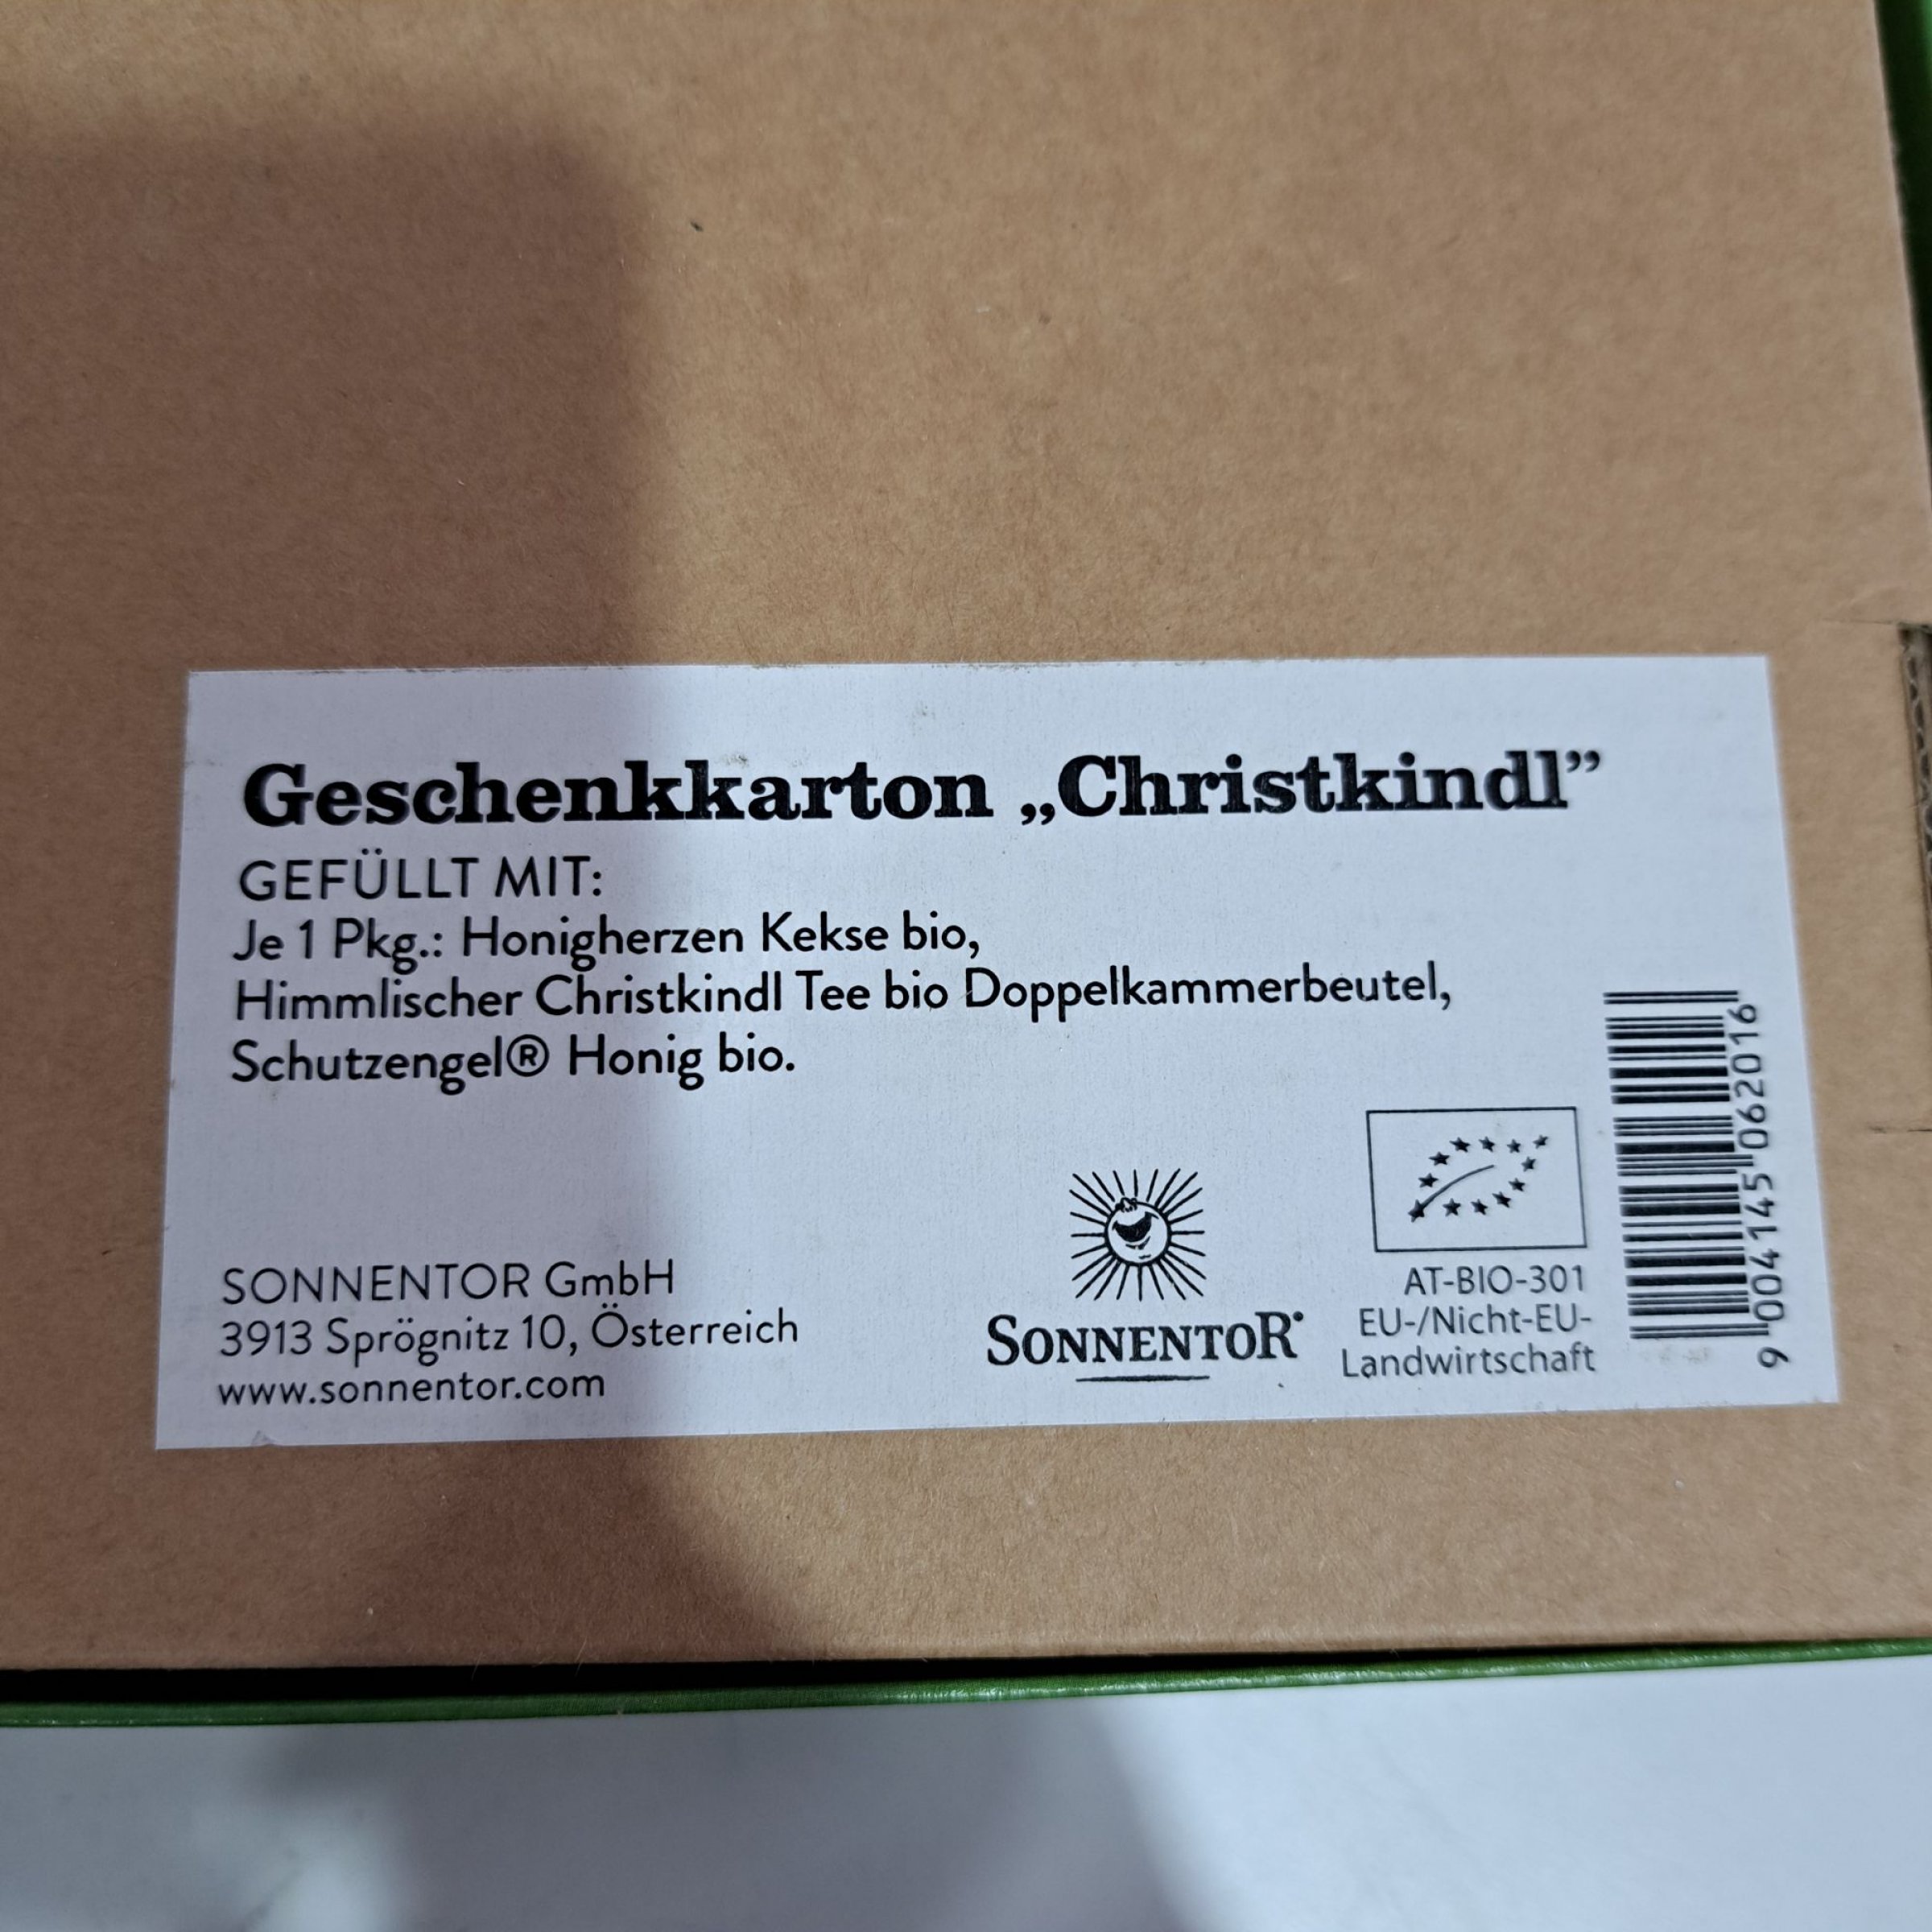 Geschenkkarton „Christkindl”
GEFÜLLT MIT:
Je 1 Pkg.: Honigherzen Kekse bio,
Himmlischer Christkindl Tee bio Doppelkammerbeutel,
Schutzengel® Honig bio.
SONNENTOR GmbH
3913 Sprögnitz 10, Österreich
www.sonnentor.com
SONNENTOR
AT-BIO-301
EU-/Nicht-EU-
Landwirtschaft
9 004145 062016